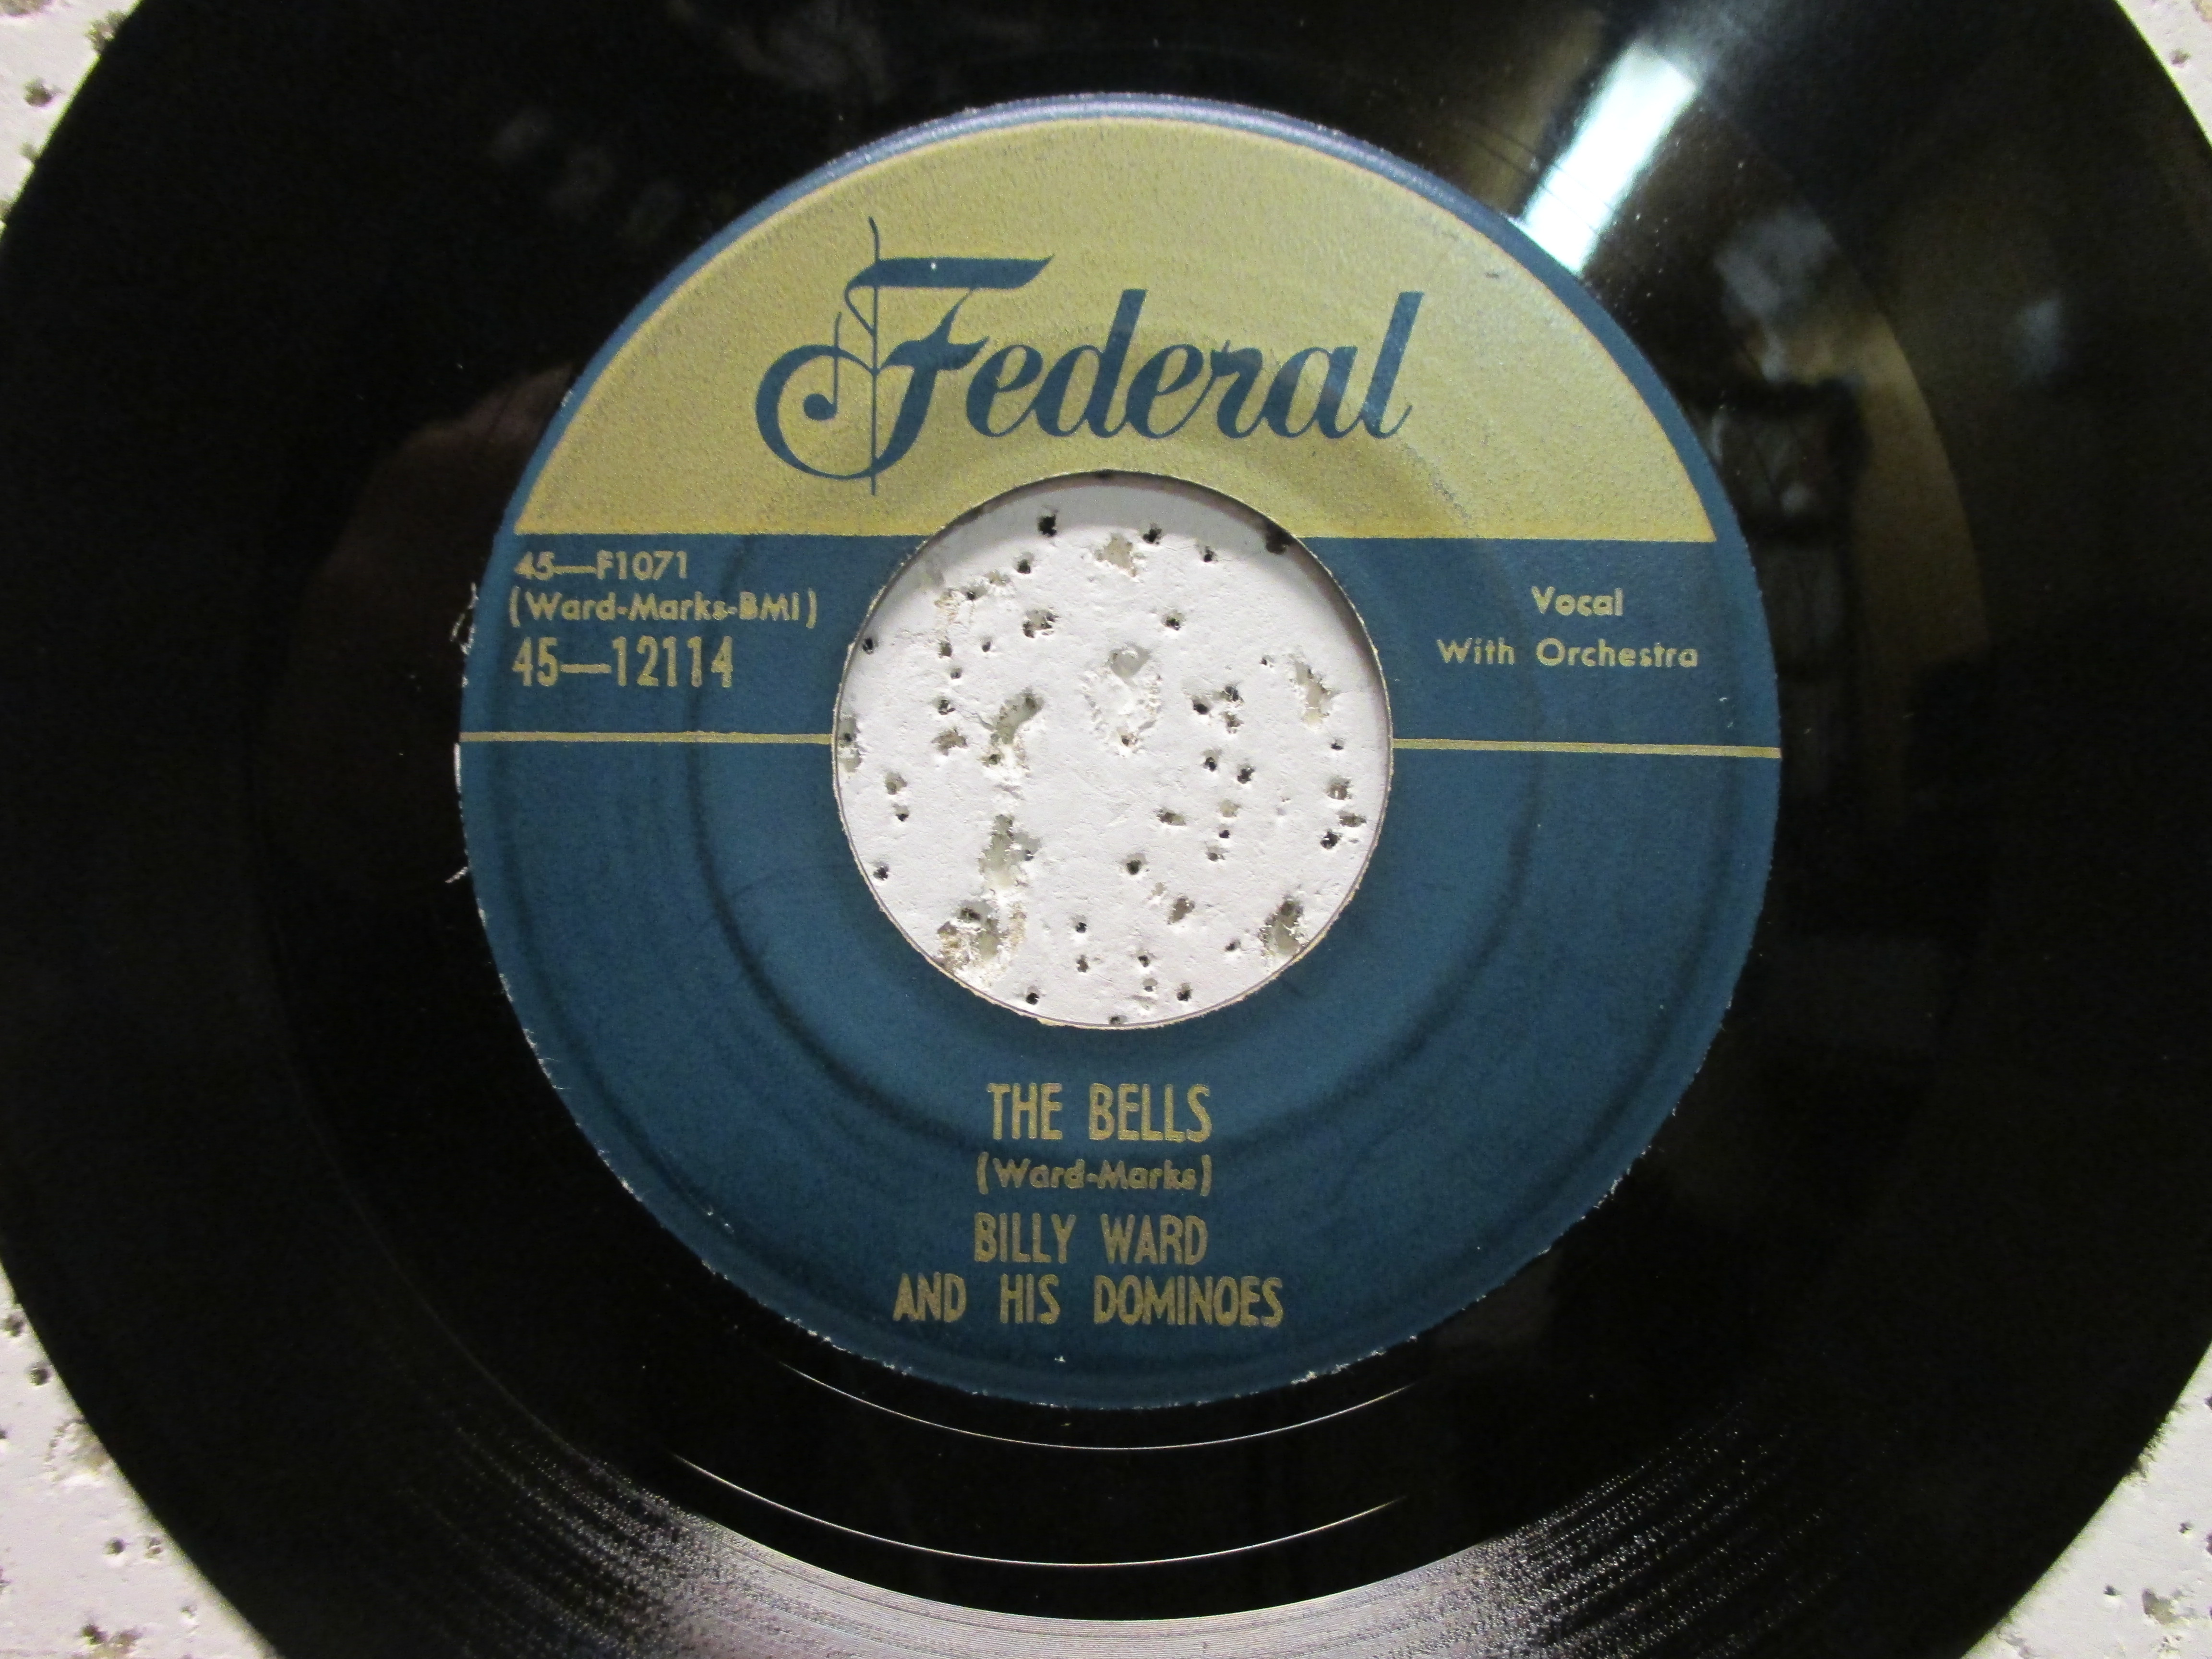 Federal
45—F1071
(Ward-Marks-BMI)
45—12114
Vocal
With Orchestra
THE BELLS
(Ward-Marks)
BILLY WARD
AND HIS DOMINOES